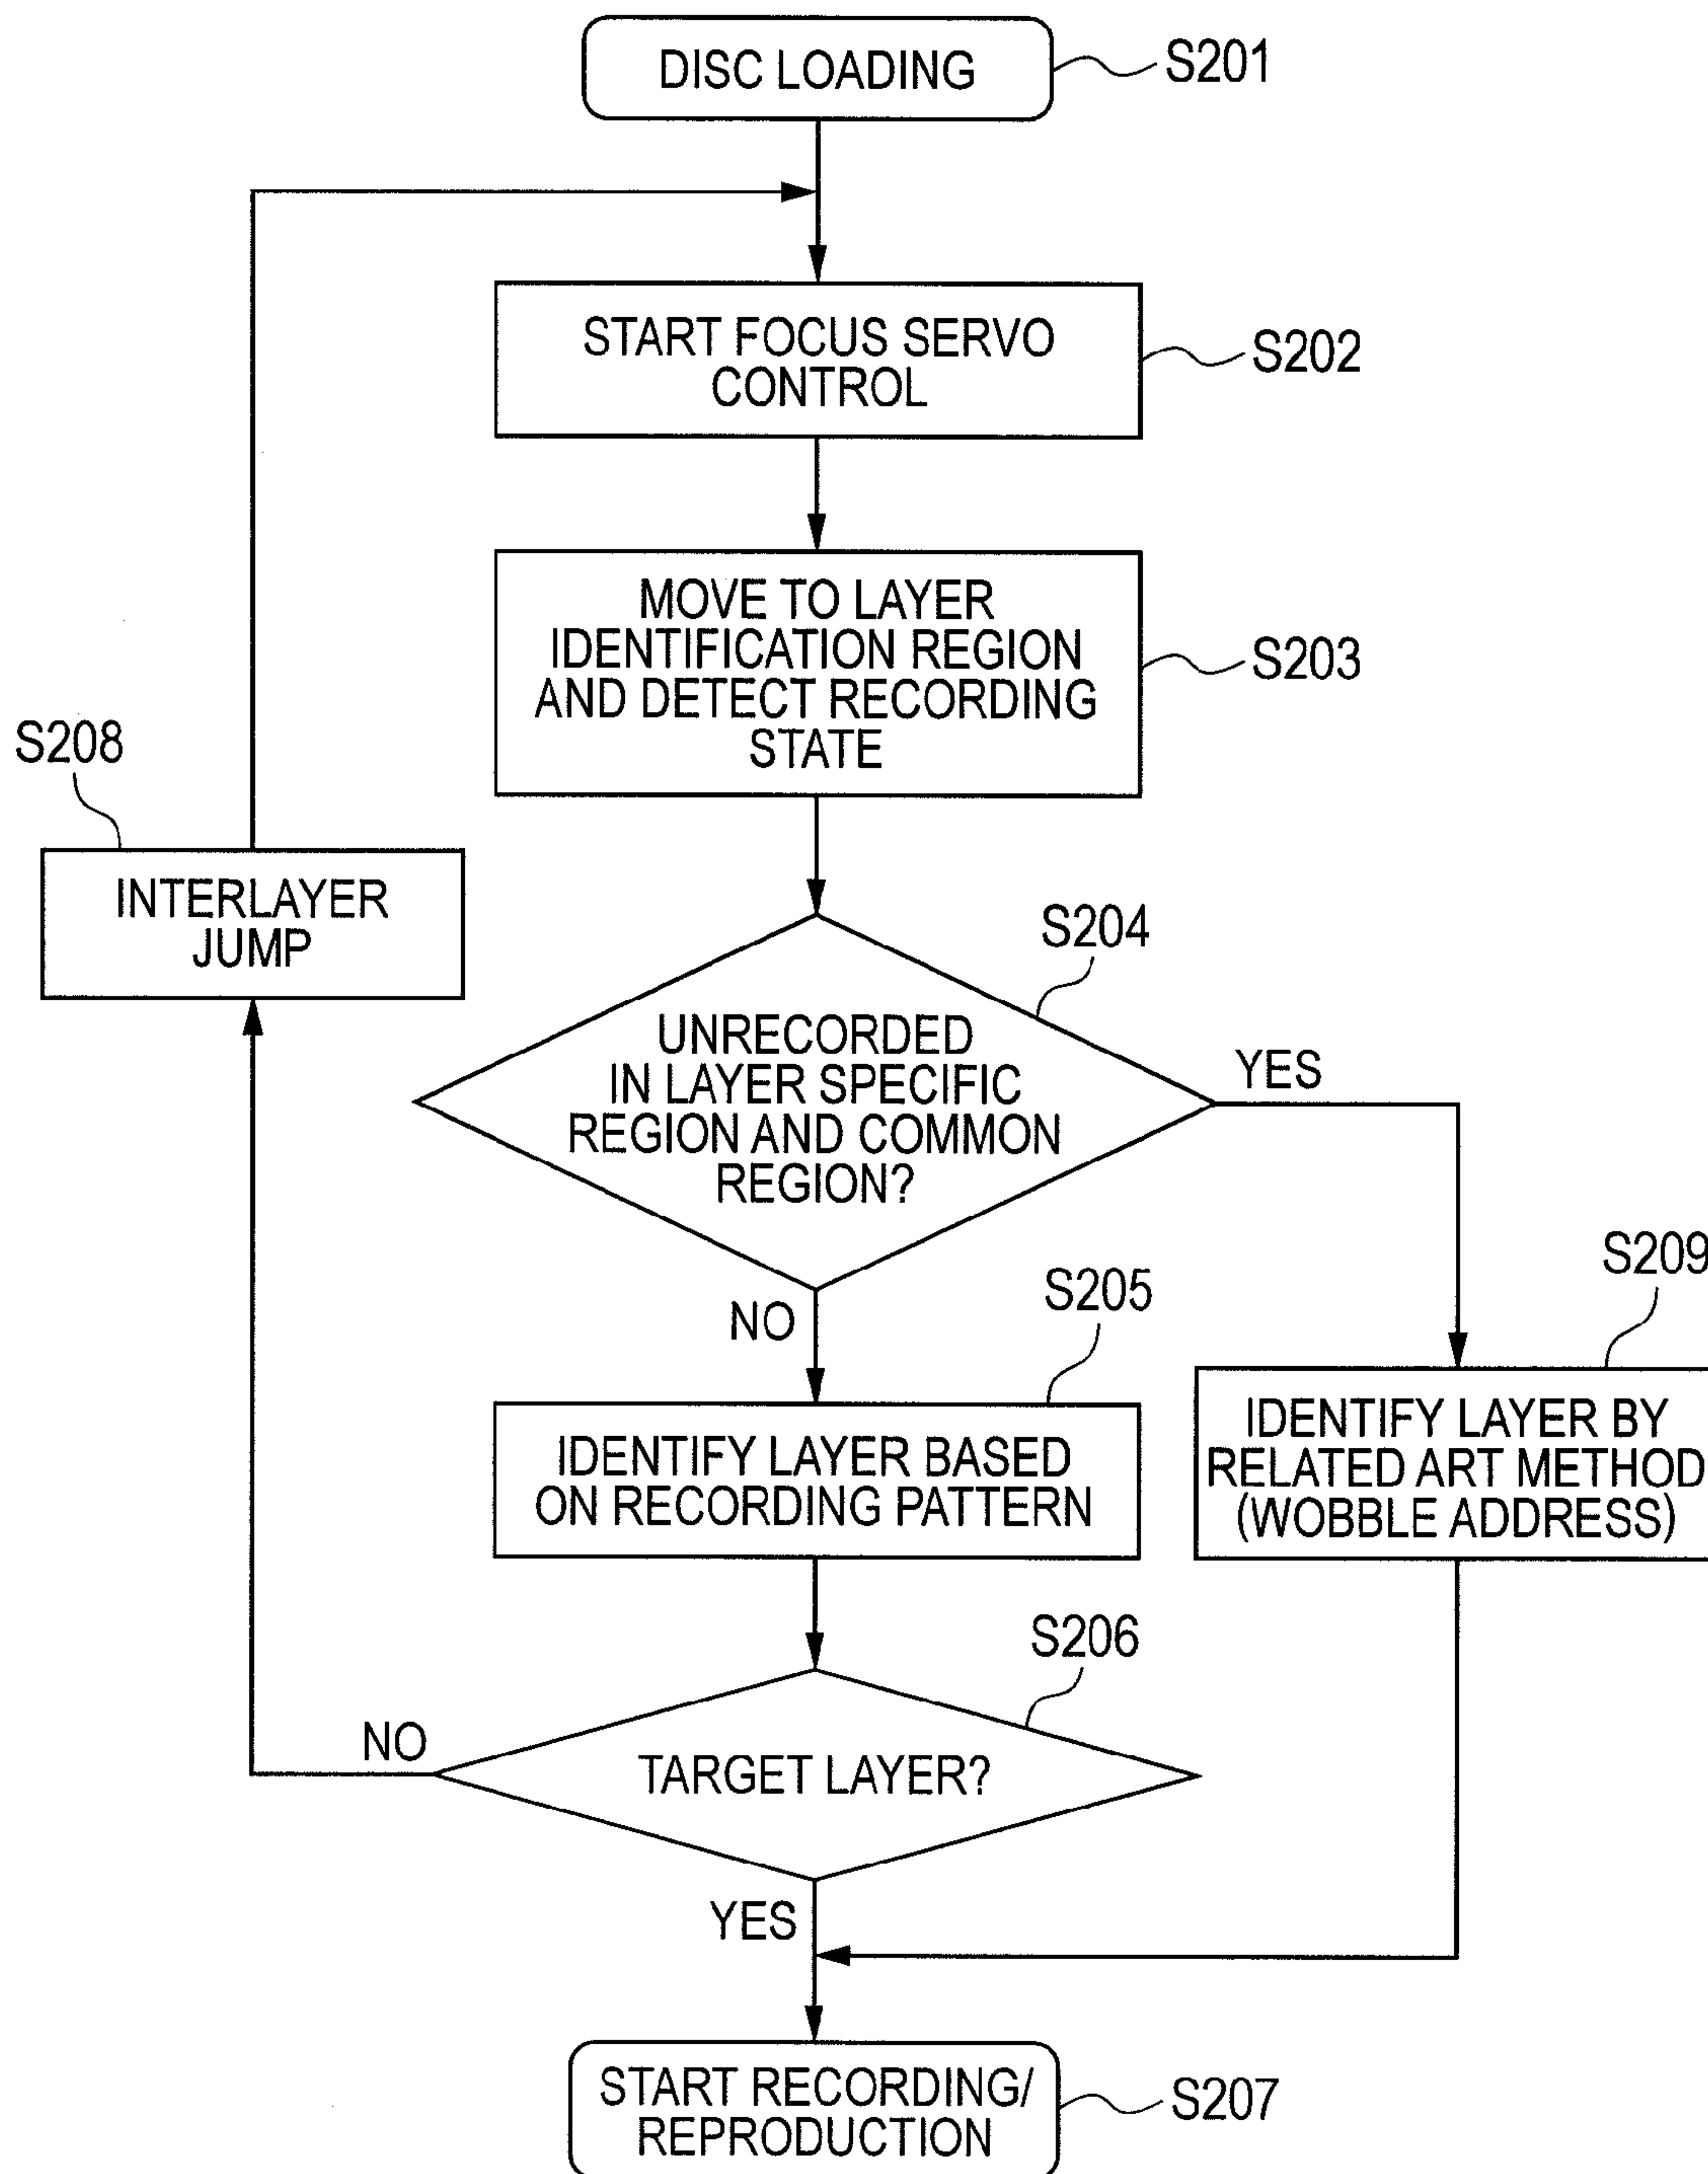 DISC LOADING
S201
START FOCUS SERVO
CONTROL
S202
MOVE TO LAYER
IDENTIFICATION REGION
AND DETECT RECORDING
STATE
S203
S208
INTERLAYER
JUMP
S204
UNRECORDED
IN LAYER SPECIFIC
REGION AND COMMON
REGION?
YES
NO
S205
S209
IDENTIFY LAYER BASED
ON RECORDING PATTERN
IDENTIFY LAYER BY
RELATED ART METHOD
(WOBBLE ADDRESS)
S206
NO
TARGET LAYER?
YES
START RECORDING/
REPRODUCTION
S207